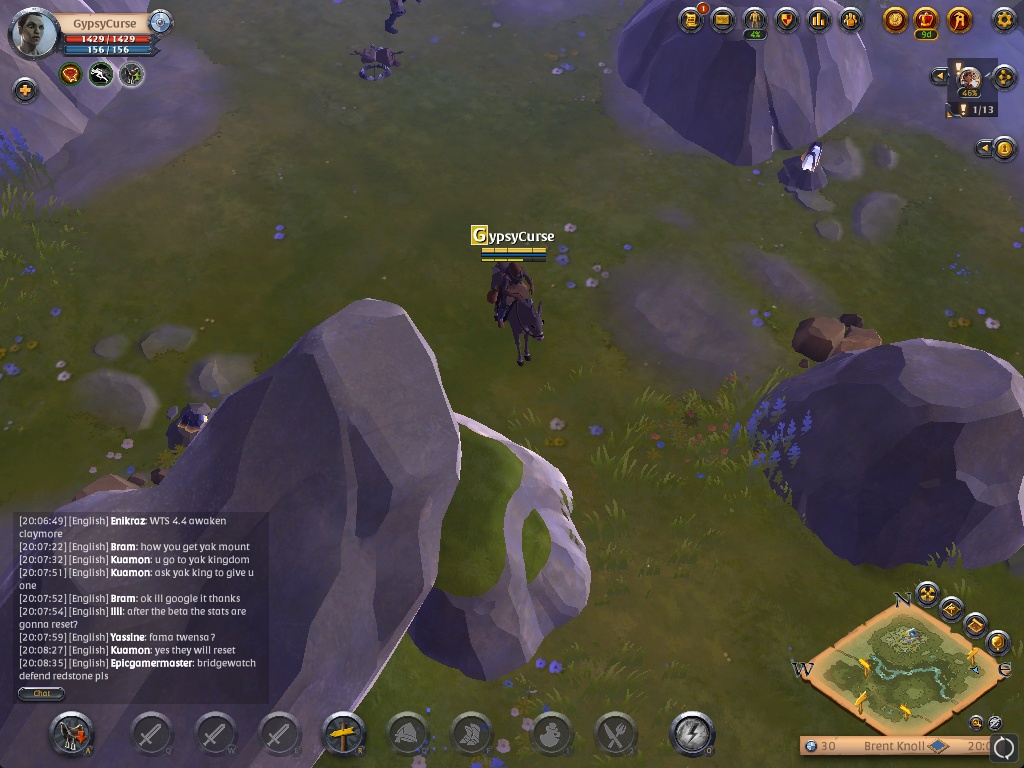 GypsyCurse
1429 / 1429
156 / 156
1
4%
9d
46%
1/13
GypsyCurse
[20:06:49] [English] Enikraz: WTS 4.4 awaken
claymore
[20:07:22] [English] Bram: how you get yak mount
[20:07:32] [English] Kuamon: u go to yak kingdom
[20:07:51] [English] Kuamon: ask yak king to give u
one
[20:07:52] [English] Bram: ok ill google it thanks
[20:07:54] [English] Illi: after the beta the stats are
gonna reset?
[20:07:59] [English] Yassine: fama twensa?
[20:08:27] [English] Kuamon: yes they will reset
[20:08:35] [English] Epicgamermaster: bridgewatch
defend redstone pls
Chat
N
W
E
A
Q
W
E
R
30
Brent Knoll
20:0